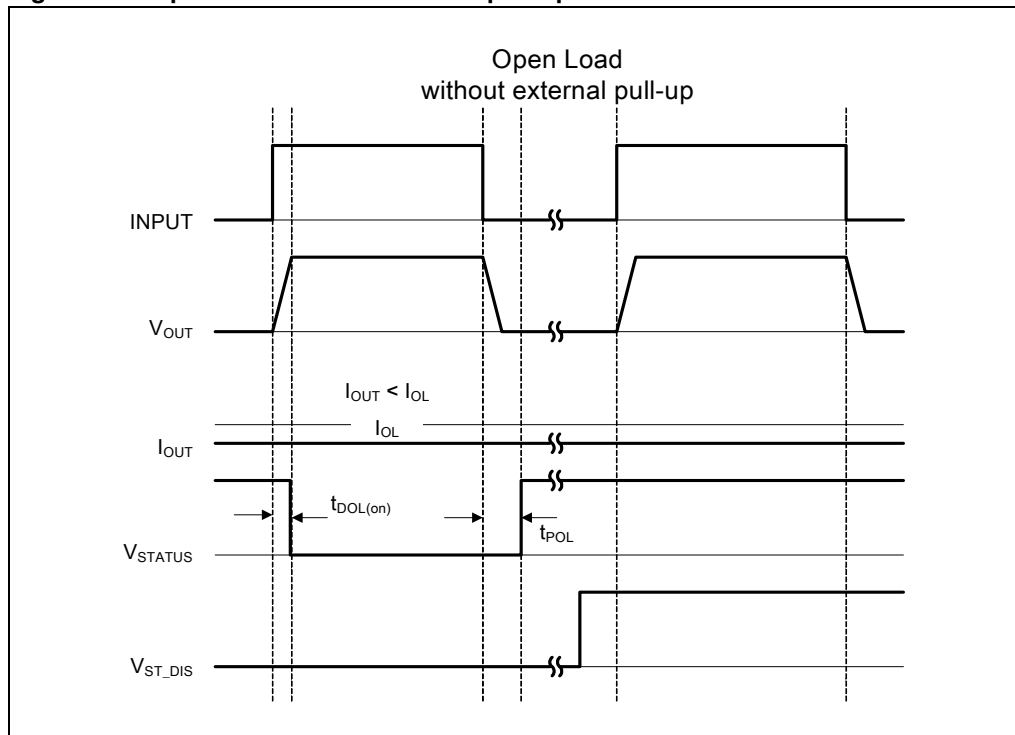 Open Load
without external pull-up
INPUT
VOUT
IOUT < IOL
IOL
IOUT
tDOL(on)
tPOL
VSTATUS
VST_DIS